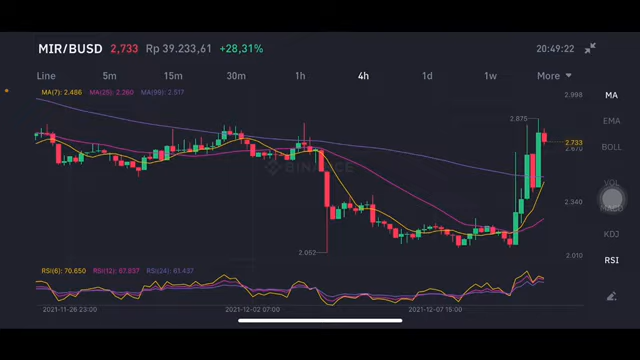 MIR/BUSD 2,733 Rp 39.233,61 +28,31% 20:49:22
Line 5m 15m 30m 1h 4h 1d 1w More
MA(7): 2.486 MA(25): 2.260 MA(99): 2.517
2.998
MA
2.875
EMA
2.733
2.670
BOLL
BINANCE
VOL
2.340
MACD
KDJ
2.052
2.010
RSI(6): 70.650 RSI(12): 67.837 RSI(24): 61.437
RSI
2021-11-26 23:00 2021-12-02 07:00 2021-12-07 15:00